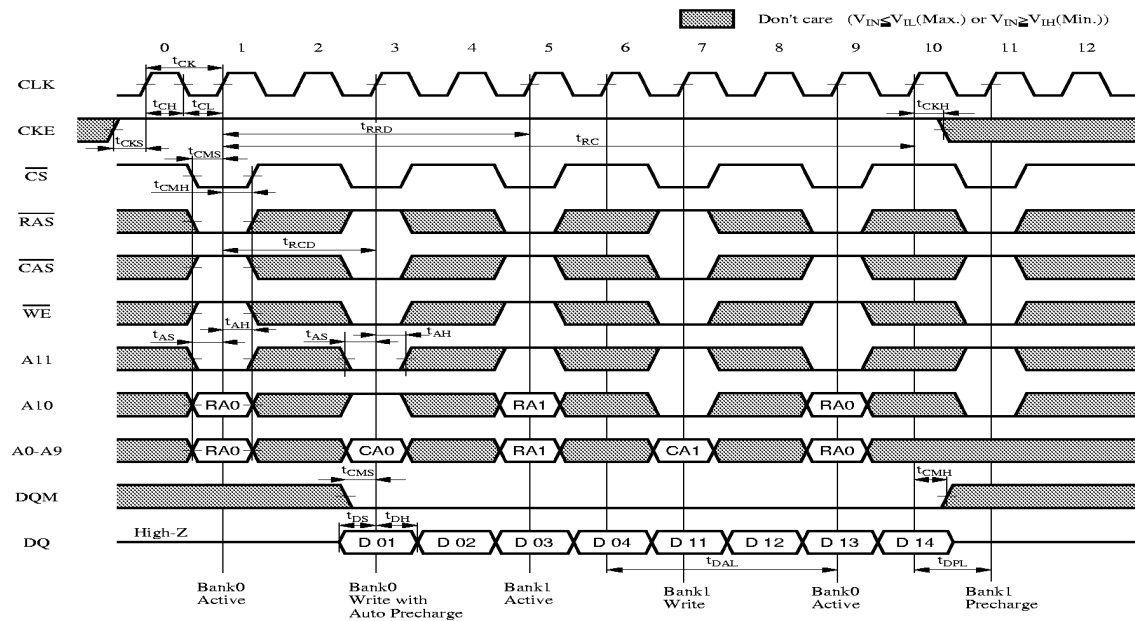 Don't care (VIN≦VIL(Max.) or VIN≧VIH(Min.))
0 1 2 3 4 5 6 7 8 9 10 11 12
CLK
tCK
tCH
tCL
CKE
tCKS
tRRD
tRC
tCKH
CS
tCMS
tCMH
RAS
tRCD
CAS
WE
tAS
tAH
tAS
tAH
A11
A10
RA0
RA1
RA0
A0-A9
RA0
CA0
RA1
CA1
RA0
DQM
tCMS
tCMH
DQ
High-Z
tDS
tDH
D 01
D 02
D 03
D 04
D 11
D 12
D 13
D 14
tDAL
tDPL
Bank0
Active
Bank0
Write with
Auto Precharge
Bank1
Active
Bank1
Write
Bank0
Active
Bank1
Precharge